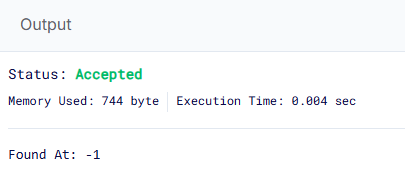 Output
Status: Accepted
Memory Used: 744 byte Execution Time: 0.004 sec
Found At: -1